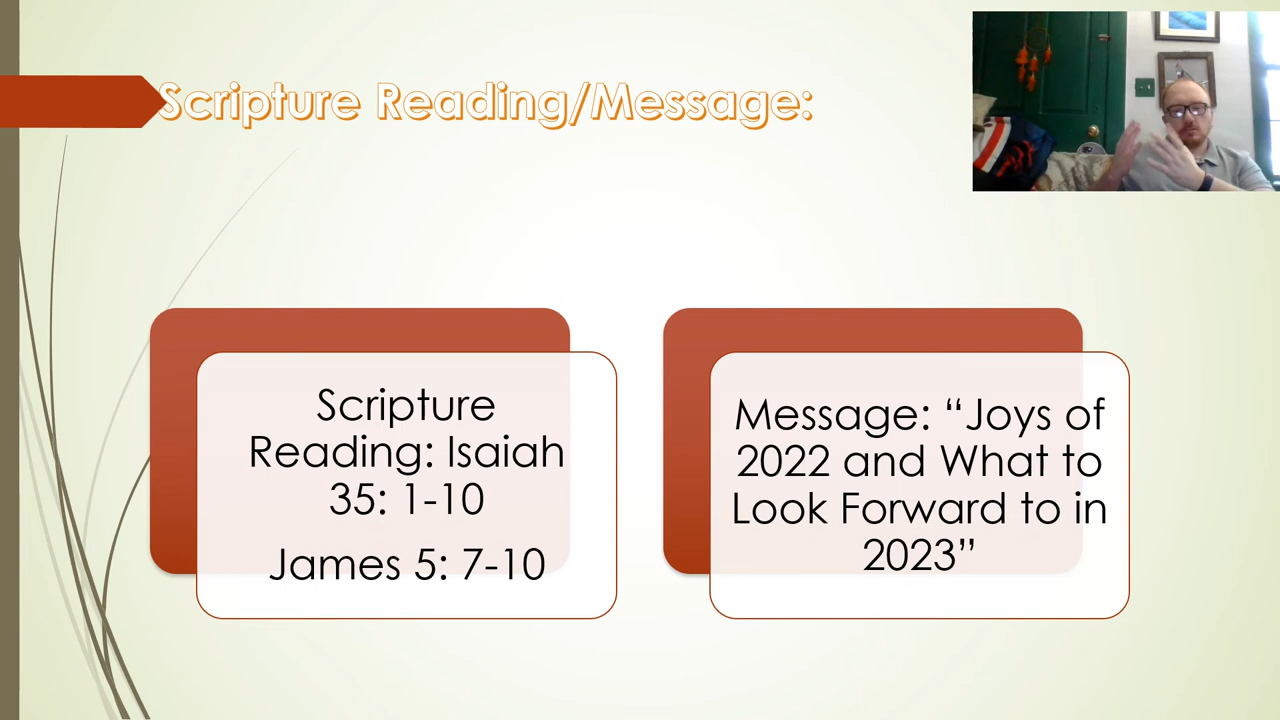 Scripture Reading/Message:
Scripture
Reading: Isaiah
35: 1-10
James 5: 7-10
Message: “Joys of
2022 and What to
Look Forward to in
2023”